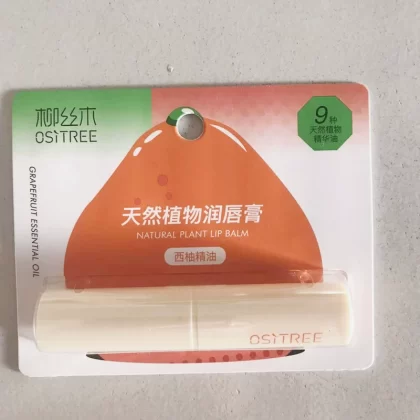 柳丝木
OSiTREE
9种
天然植物
精华油
GRAPEFRUIT ESSENTIAL OIL
天然植物润唇膏
NATURAL PLANT LIP BALM
西柚精油
OSiTREE